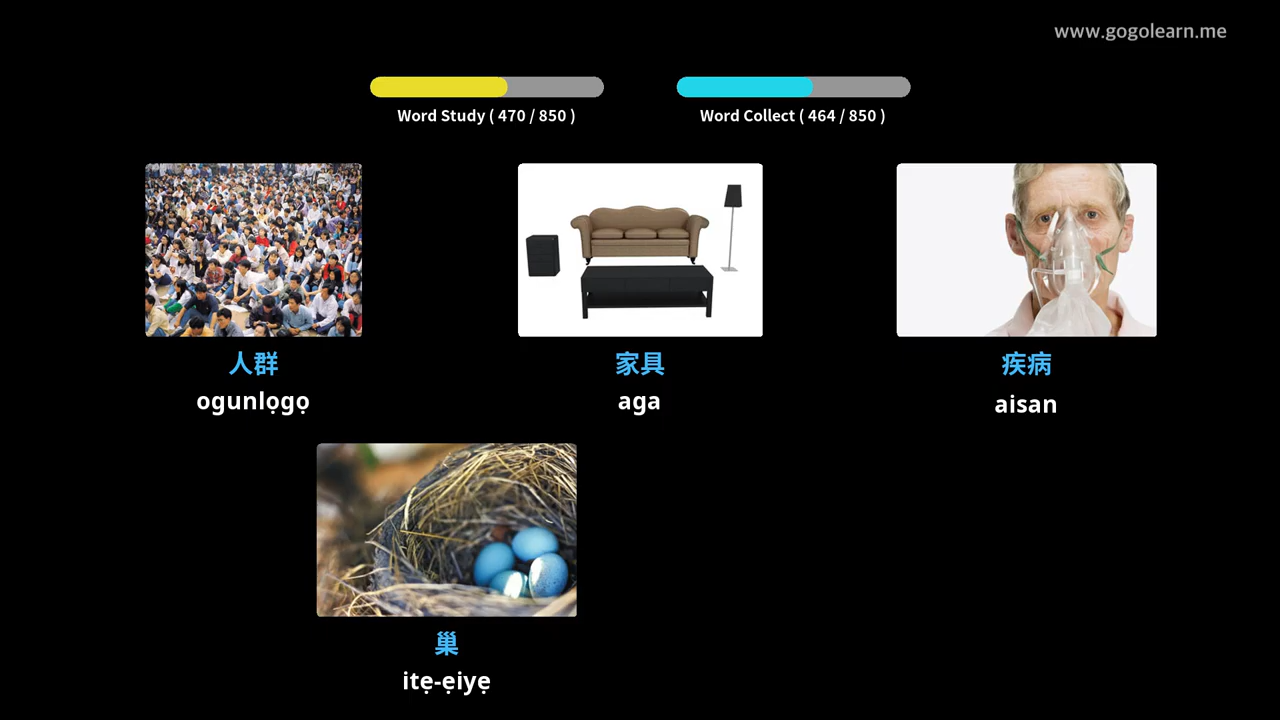 www.gogolearn.me
Word Study ( 470 / 850 )
Word Collect ( 464 / 850 )
人群
ogunlọgọ
家具
aga
疾病
aisan
巢
itẹ-ẹiyẹ